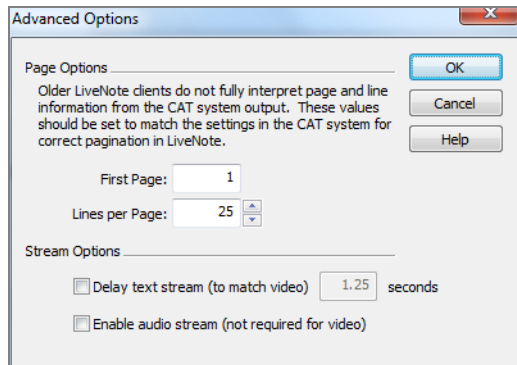 Advanced Options
X
Page Options
Older LiveNote clients do not fully interpret page and line
information from the CAT system output. These values
should be set to match the settings in the CAT system for
correct pagination in LiveNote.
OK
Cancel
Help
First Page: 1
Lines per Page: 25
Stream Options
Delay text stream (to match video) 1.25 seconds
Enable audio stream (not required for video)